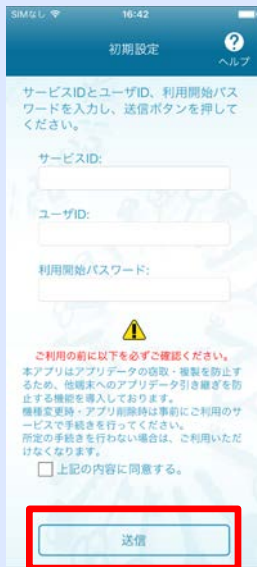 SIMなし 16:42
初期設定
?
ヘルプ
サービスIDとユーザID、利用開始パス
ワードを入力し、送信ボタンを押して
ください。
サービスID:
ユーザID:
利用開始パスワード:
ご利用の前に以下を必ずご確認ください。
本アプリはアプリデータの窃取・複製を防止す
るため、他端末へのアプリデータ引き継ぎを防
止する機能を導入しております。
機種変更時・アプリ削除時は事前にご利用のサ
ービスで手続きを行ってください。
所定の手続きを行わない場合は、ご利用いただ
けなくなります。
上記の内容に同意する。
送信